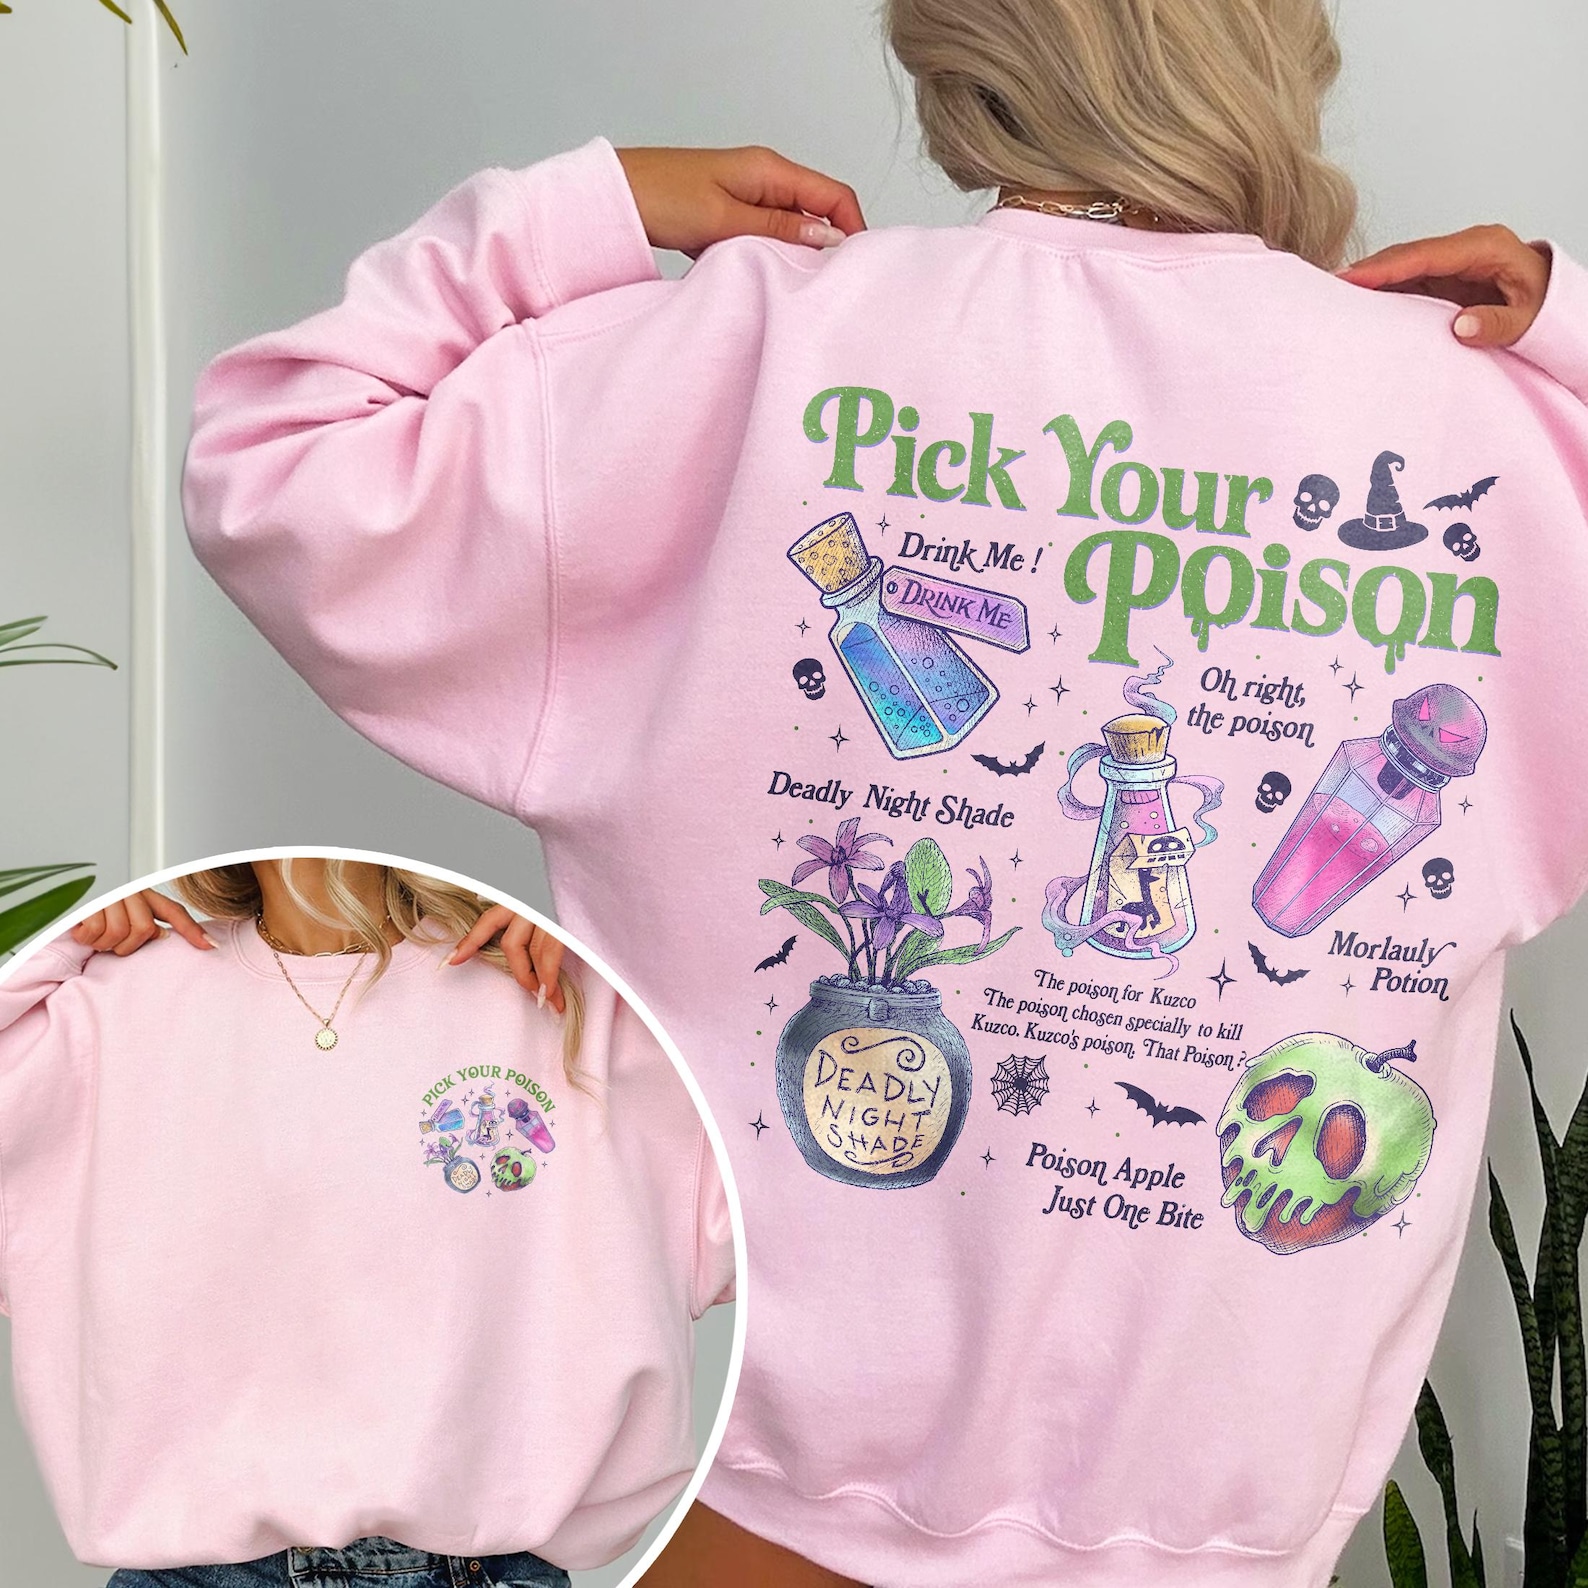 Pick Your
Poison
Drink Me !
DRINK ME
Oh right,
the poison
Deadly Night Shade
Morlauly
Potion
The poison for Kuzco
The poison chosen specially to kill
Kuzco. Kuzco's poison. That Poison?
DEADLY
NIGHT
SHADE
Poison Apple
Just One Bite
PICK YOUR POISON